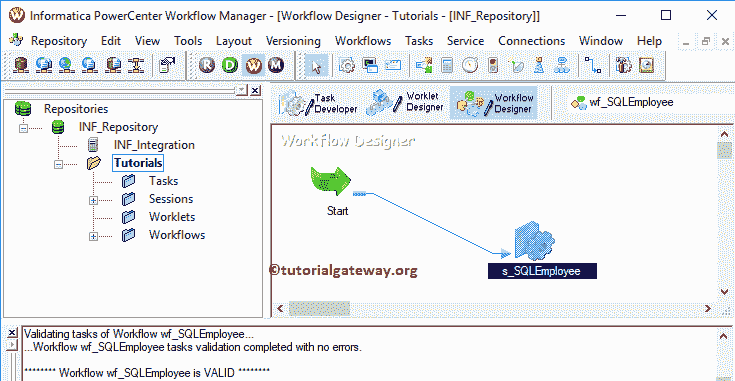 Informatica PowerCenter Workflow Manager - [Workflow Designer - Tutorials - [INF_Repository]]
Repository Edit View Tools Layout Versioning Workflows Tasks Service Connections Window Help
R D W M
Repositories
INF_Repository
INF_Integration
Tutorials
Tasks
Sessions
Worklets
Workflows
Task Developer
Worklet Designer
Workflow Designer
wf_SQLEmployee
Workflow Designer
Start
s_SQLEmployee
©tutorialgateway.org
Validating tasks of Workflow wf_SQLEmployee...
...Workflow wf_SQLEmployee tasks validation completed with no errors.
******** Workflow wf_SQLEmployee is VALID ********